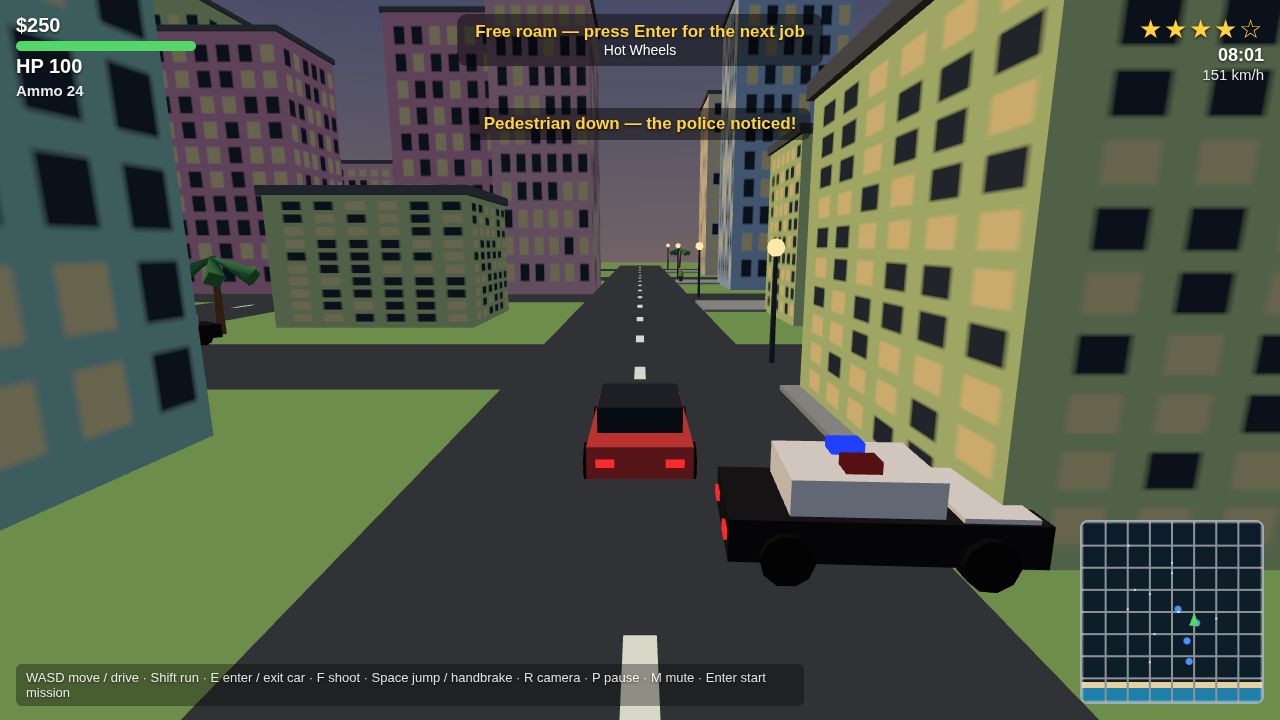 $250
HP 100
Ammo 24
Free roam — press Enter for the next job
Hot Wheels
Pedestrian down — the police noticed!
★★★★☆
08:01
151 km/h
WASD move / drive · Shift run · E enter / exit car · F shoot · Space jump / handbrake · R camera · P pause · M mute · Enter start
mission